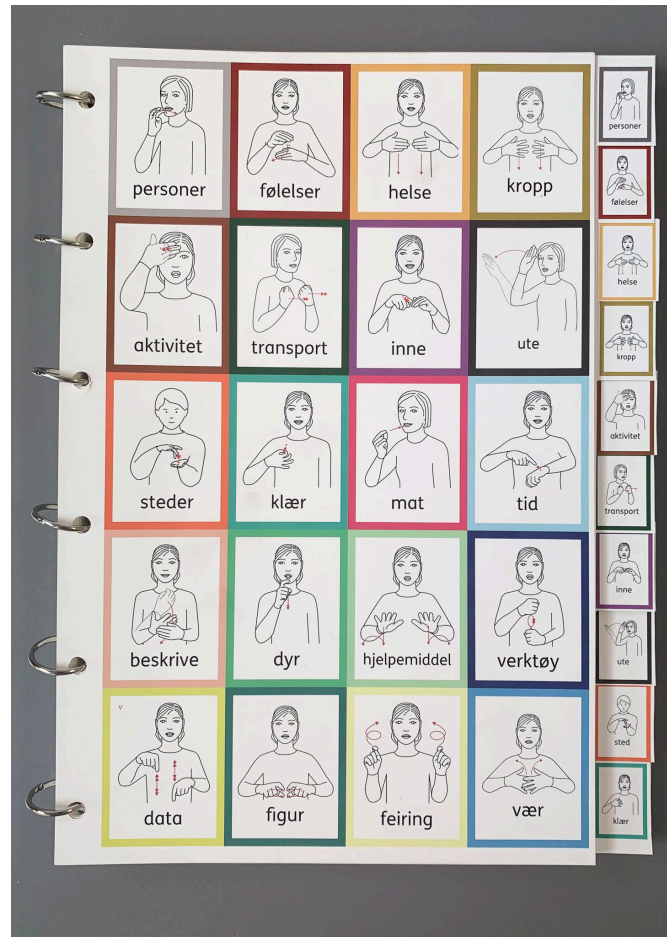 personer
følelser
helse
kropp
aktivitet
transport
inne
ute
steder
klær
mat
tid
beskrive
dyr
hjelpemiddel
verktøy
v
data
figur
feiring
vær
personer
følelser
helse
kropp
aktivitet
transport
inne
ute
sted
klær